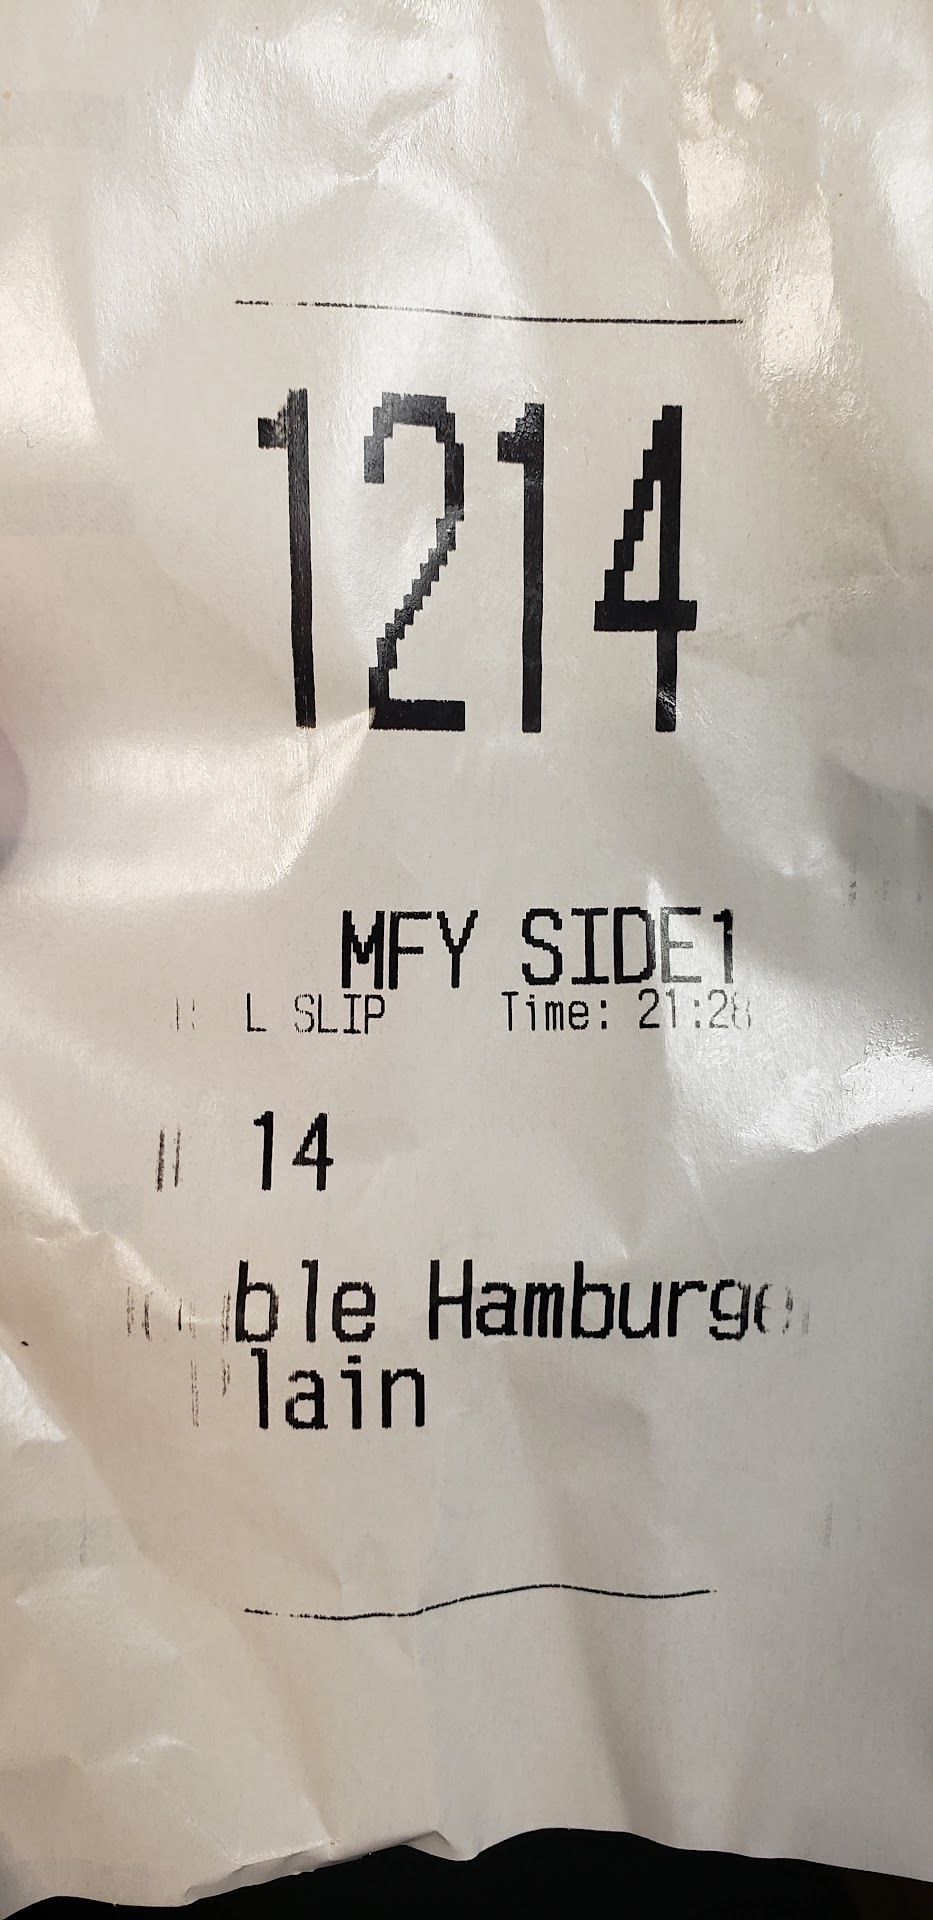 1214
MFY SIDE1
L SLIP Time: 21:28
14
ble Hamburge
lain